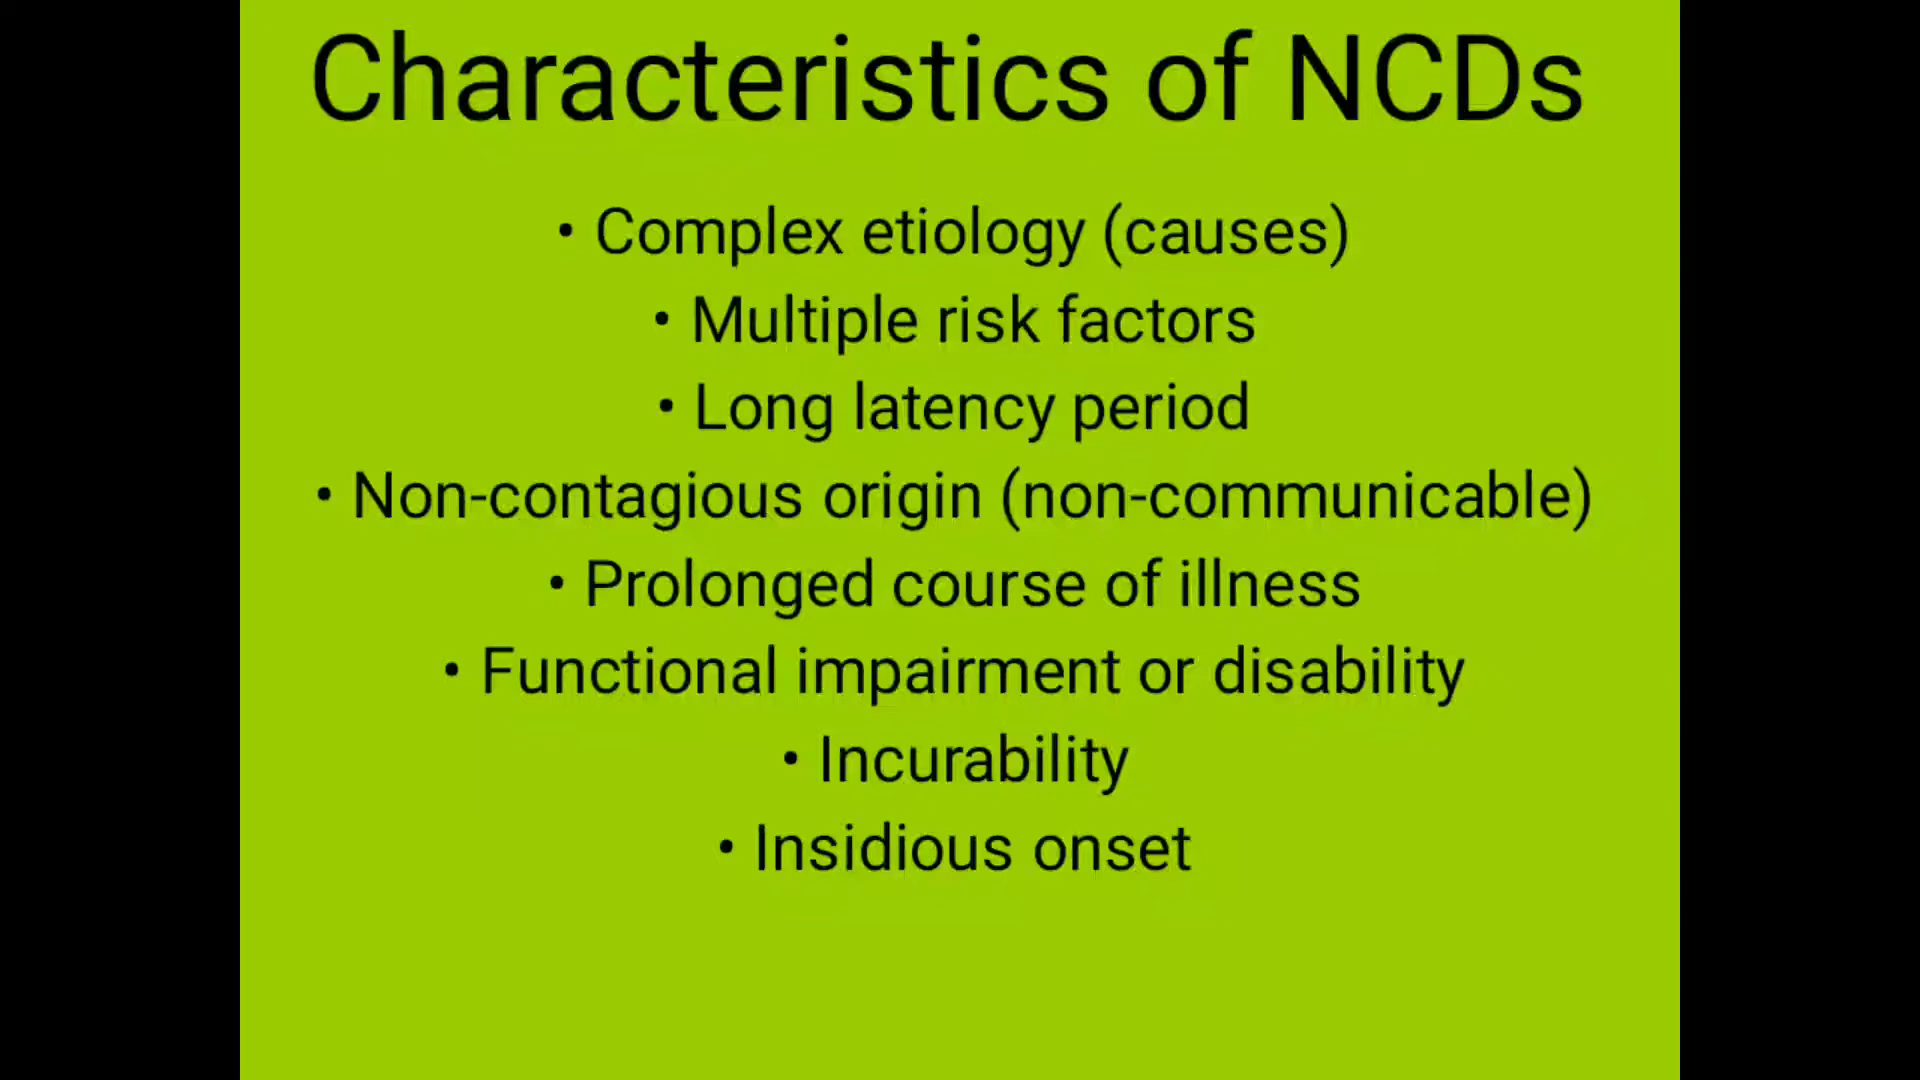 Characteristics of NCDs
• Complex etiology (causes)
• Multiple risk factors
• Long latency period
• Non-contagious origin (non-communicable)
• Prolonged course of illness
• Functional impairment or disability
• Incurability
• Insidious onset